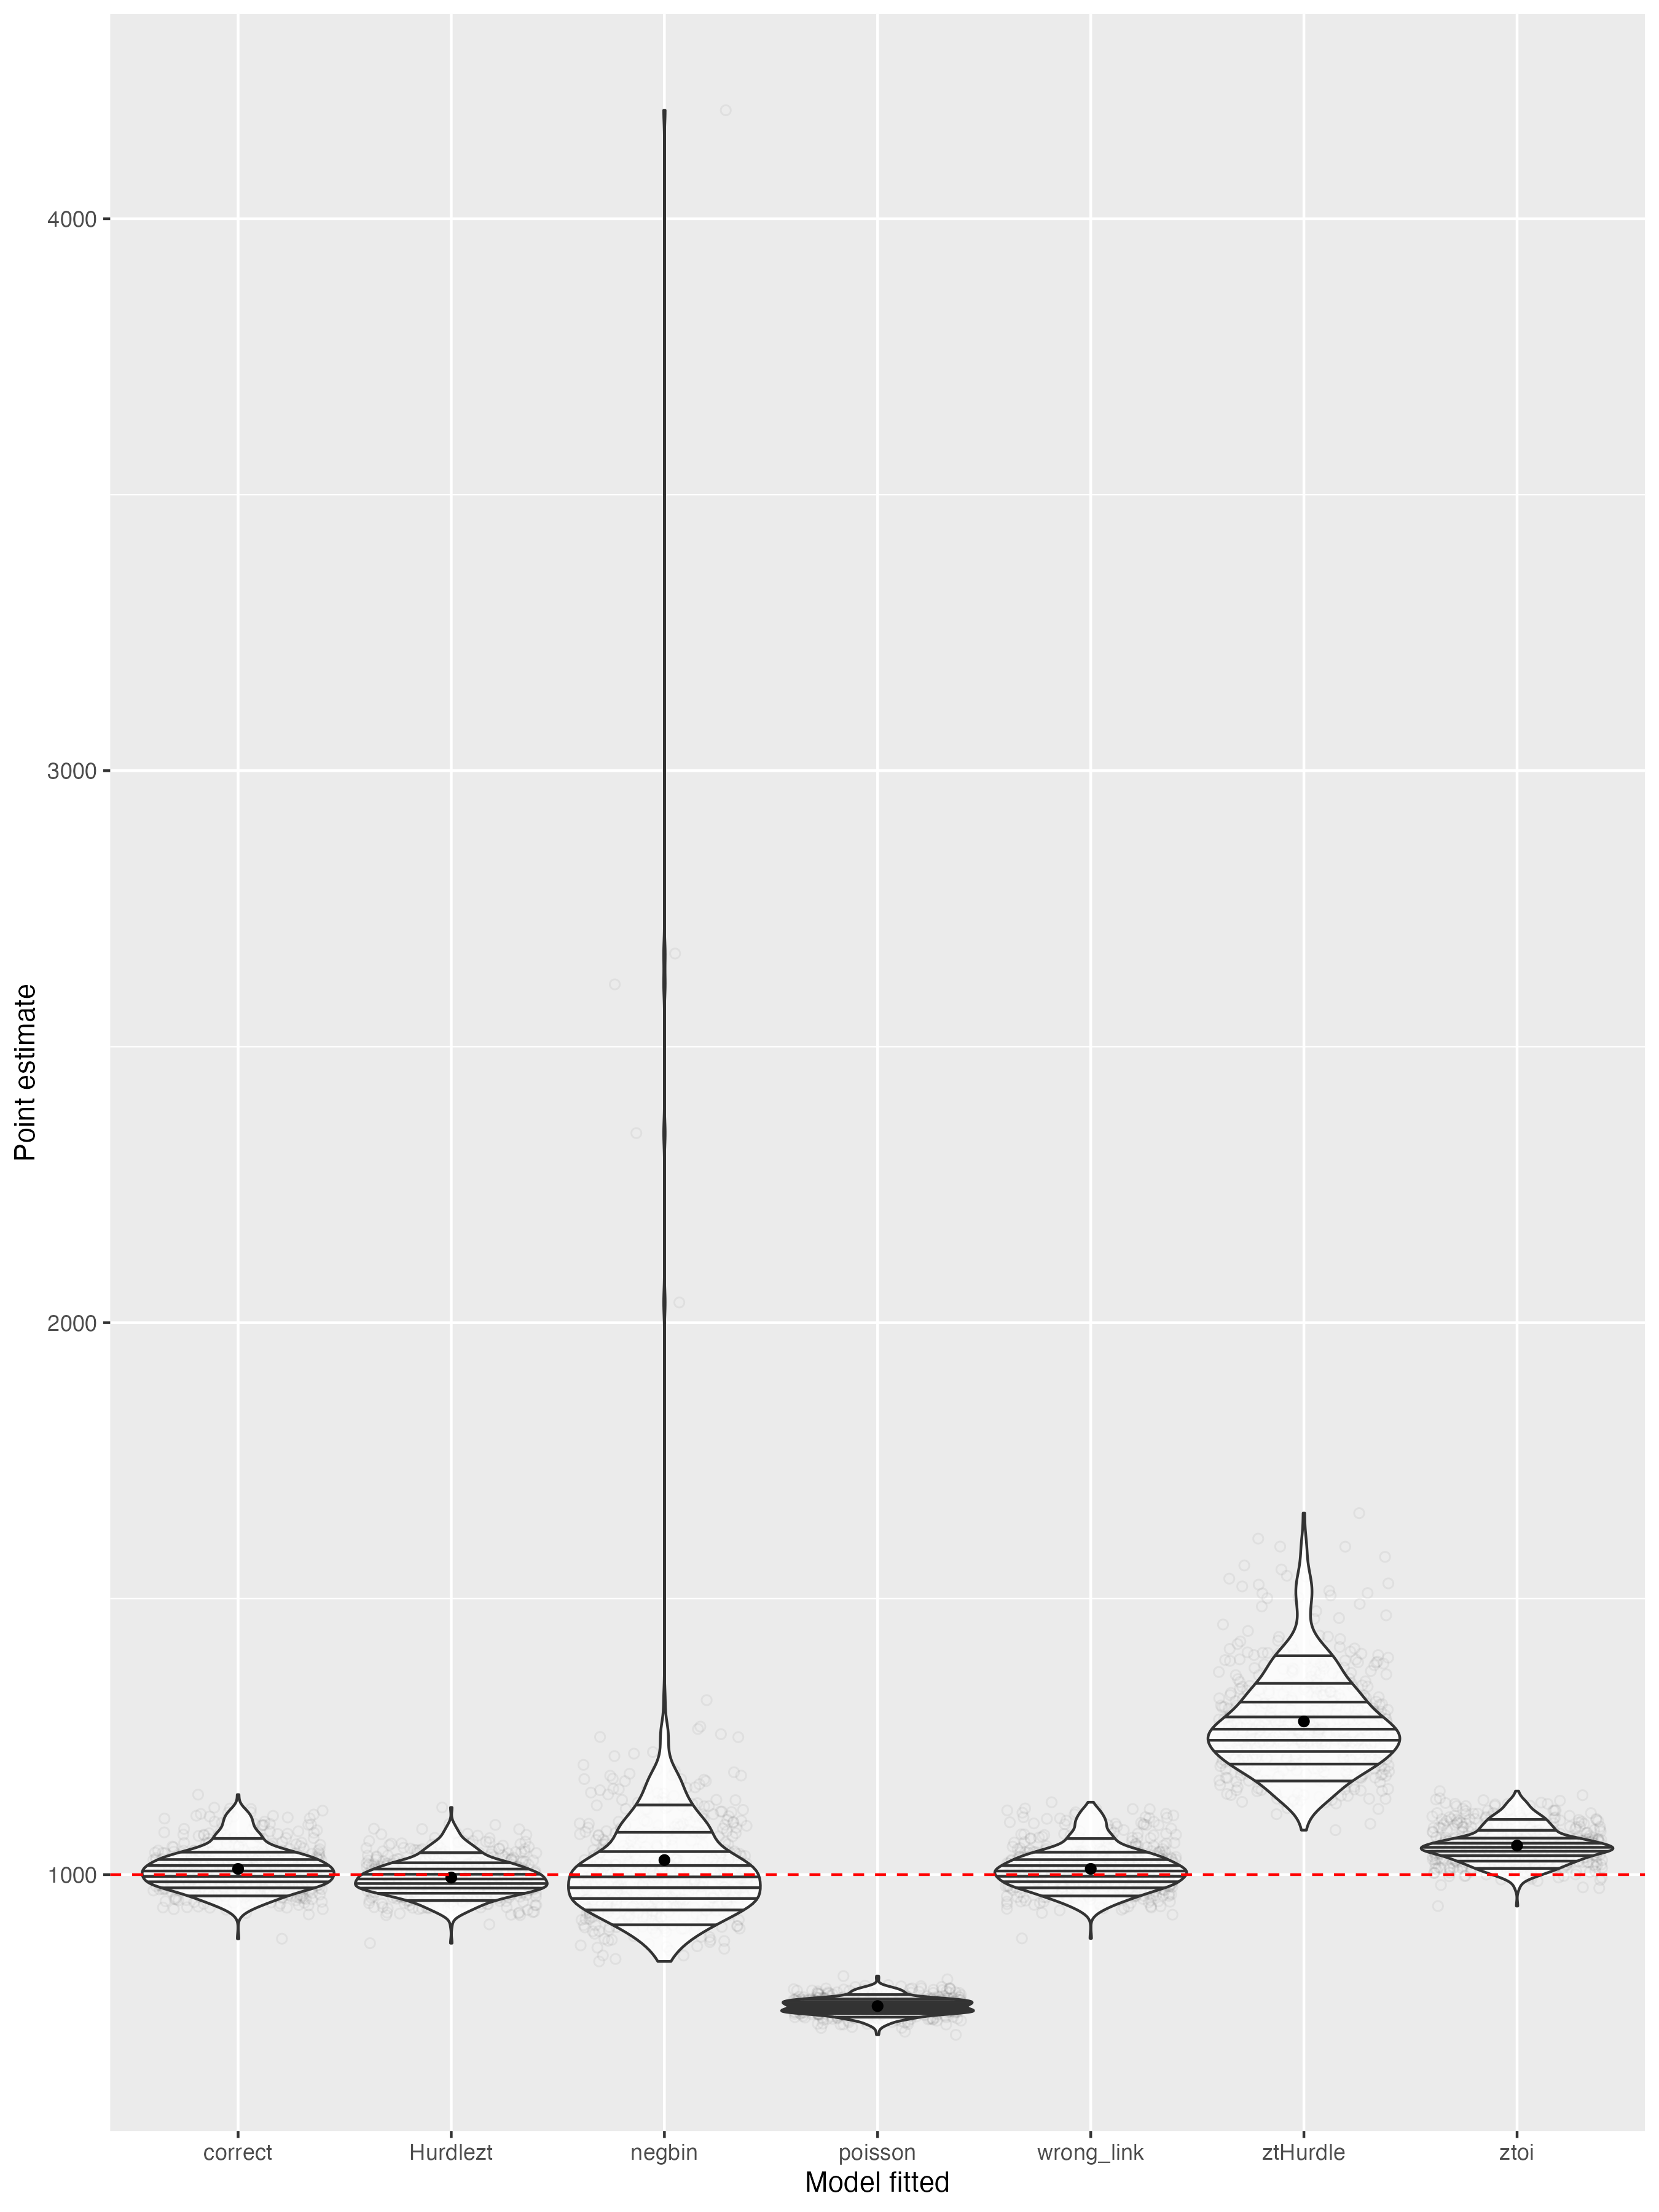 Point estimate
4000
3000
2000
1000
correct
Hurdlezt
negbin
poisson
wrong_link
ztHurdle
ztoi
Model fitted